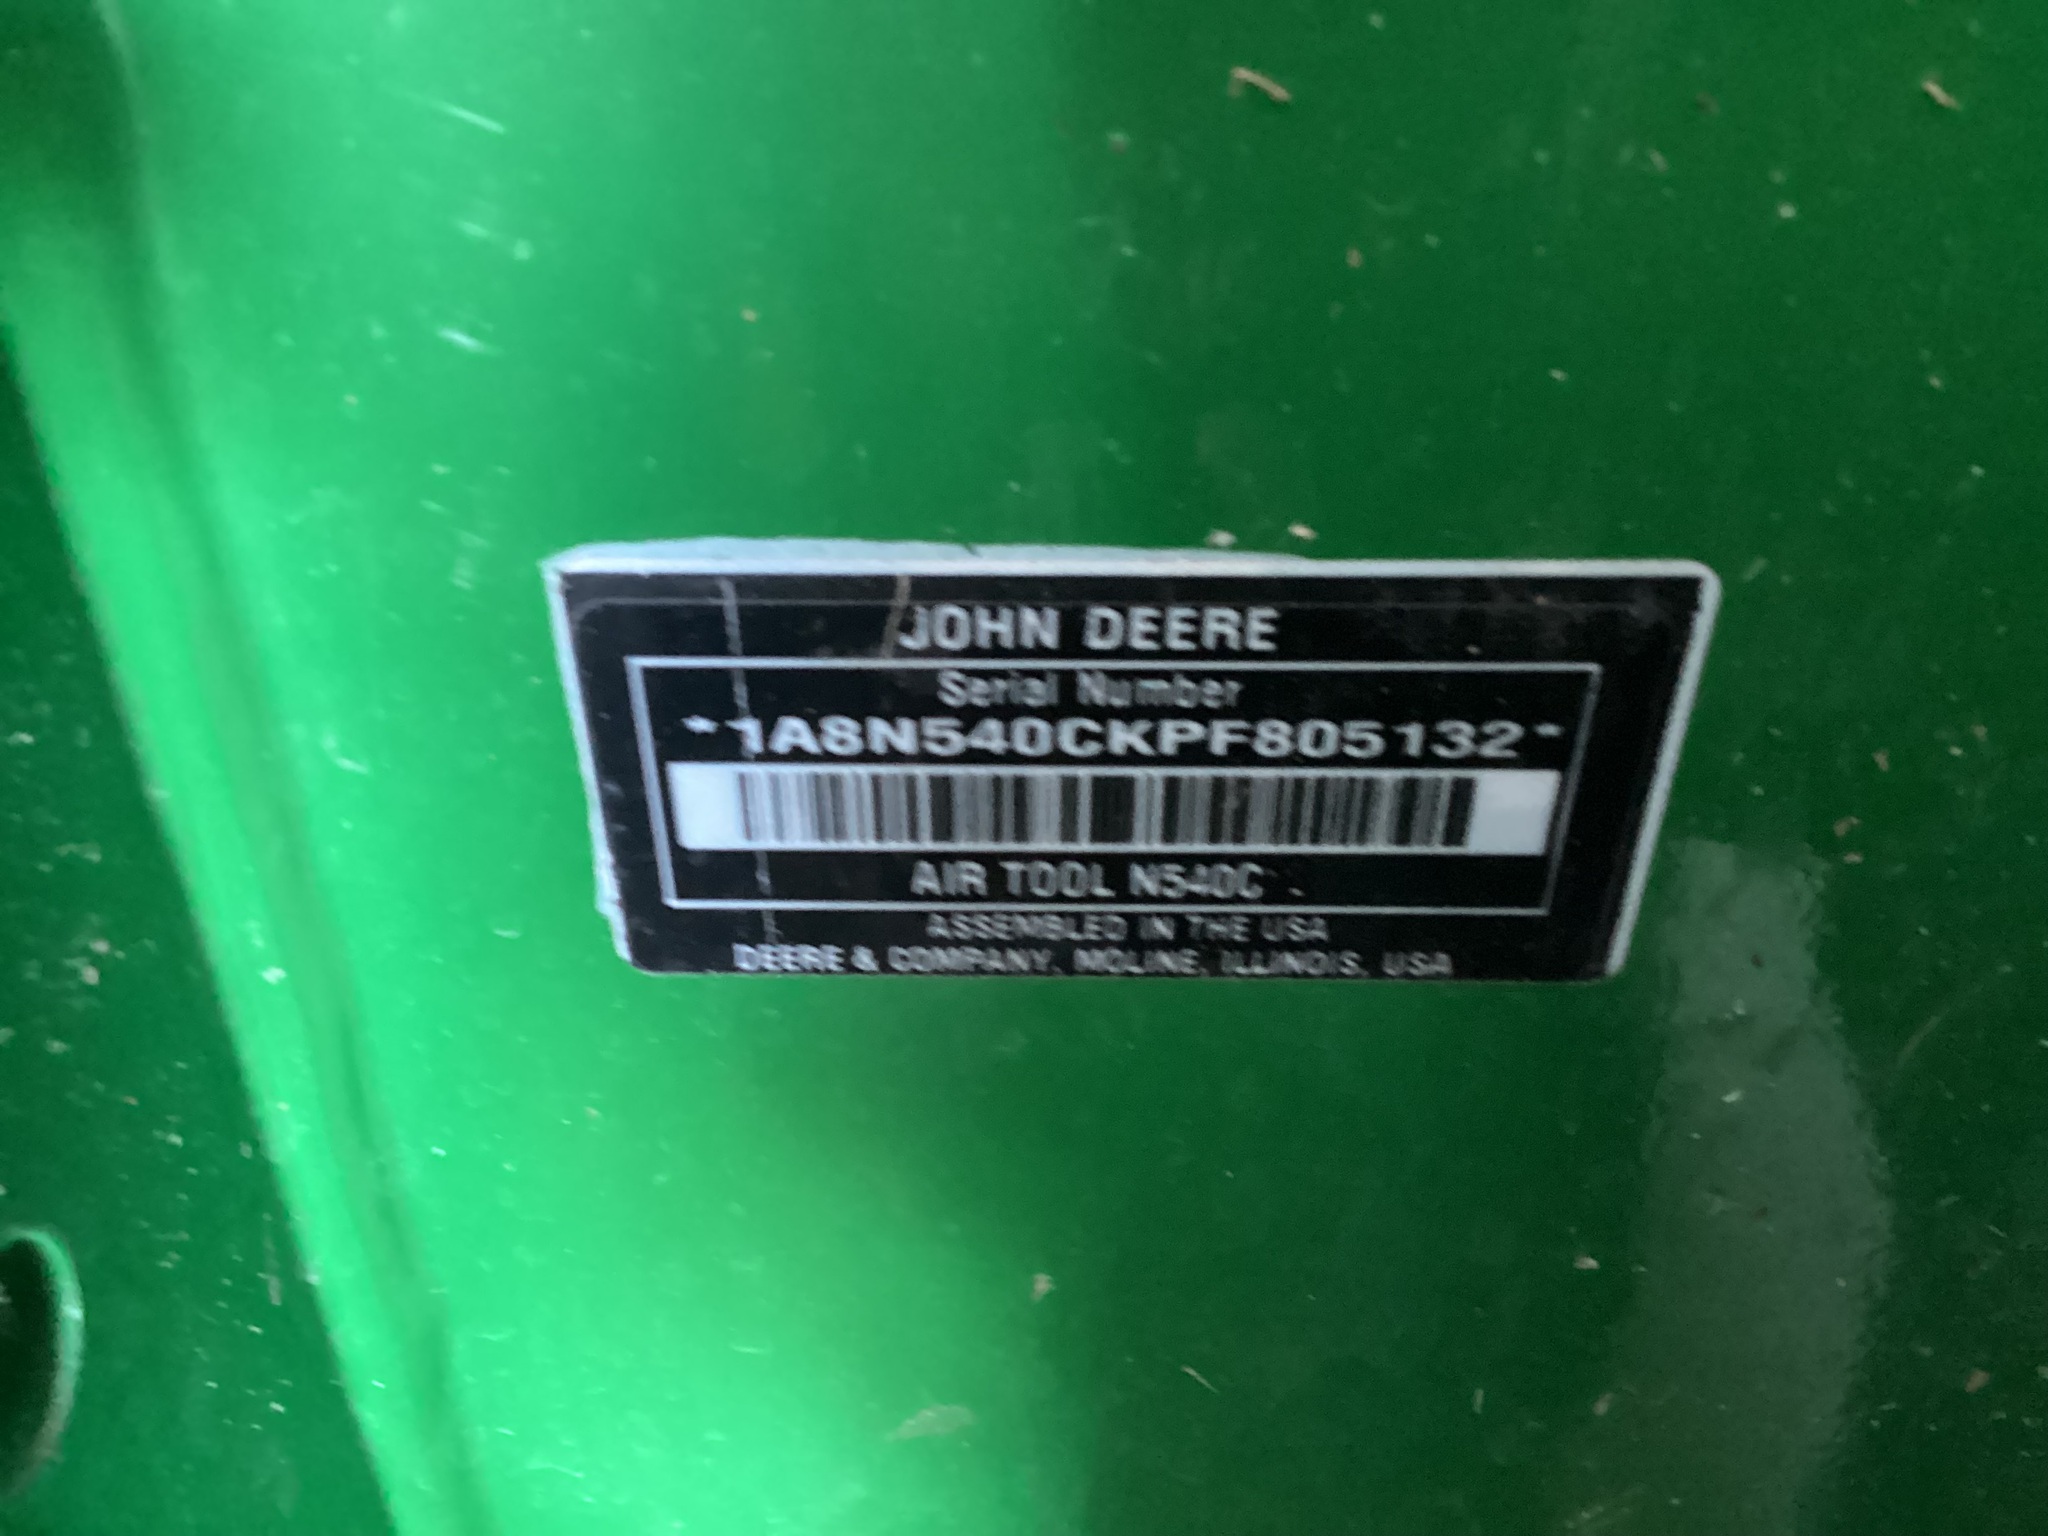 JOHN DEERE
Serial Number
*1A8N540CKPF805132*
AIR TOOL N540C
ASSEMBLED IN THE USA
DEERE & COMPANY, MOLINE, ILLINOIS, USA